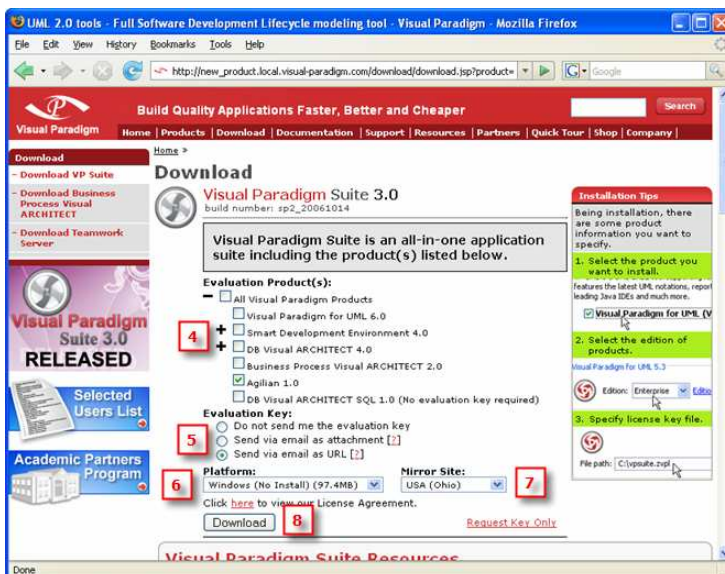 UML 2.0 tools - Full Software Development Lifecycle modeling tool - Visual Paradigm - Mozilla Firefox
File Edit View History Bookmarks Tools Help
http://new_product.local.visual-paradigm.com/download/download.jsp?product=
Google
Visual Paradigm
Build Quality Applications Faster, Better and Cheaper
Search
Home | Products | Download | Documentation | Support | Resources | Partners | Quick Tour | Shop | Company |
Download
- Download VP Suite
- Download Business
Process Visual
ARCHITECT
- Download Teamwork
Server
Visual Paradigm
Suite 3.0
RELEASED
Selected
Users List
Academic Partners
Program
Home »
Download
Visual Paradigm Suite 3.0
build number: sp2_20061014
Visual Paradigm Suite is an all-in-one application
suite including the product(s) listed below.
Evaluation Product(s):
All Visual Paradigm Products
Visual Paradigm for UML 6.0
4
Smart Development Environment 4.0
DB Visual ARCHITECT 4.0
Business Process Visual ARCHITECT 2.0
Agilian 1.0
DB Visual ARCHITECT SQL 1.0 (No evaluation key required)
Evaluation Key:
Do not send me the evaluation key
5
Send via email as attachment [?]
Send via email as URL [?]
Platform:
Mirror Site:
6
Windows (No Install) (97.4MB)
USA (Ohio)
7
Click here to view our License Agreement.
Download
8
Request Key Only
Visual Paradigm Suite Resources
Installation Tips
Being installation, there
are some product
information you want to
specify.
1. Select the product you
want to install.
features the latest UML notations, report
leading Java IDEs and much more.
Visual Paradigm for UML (V
2. Select the edition of
products.
Visual Paradigm for UML 5.3
Edition: Enterprise Editio
3. Specify license key file.
File path: C:\vpsuite.zvpl
Done